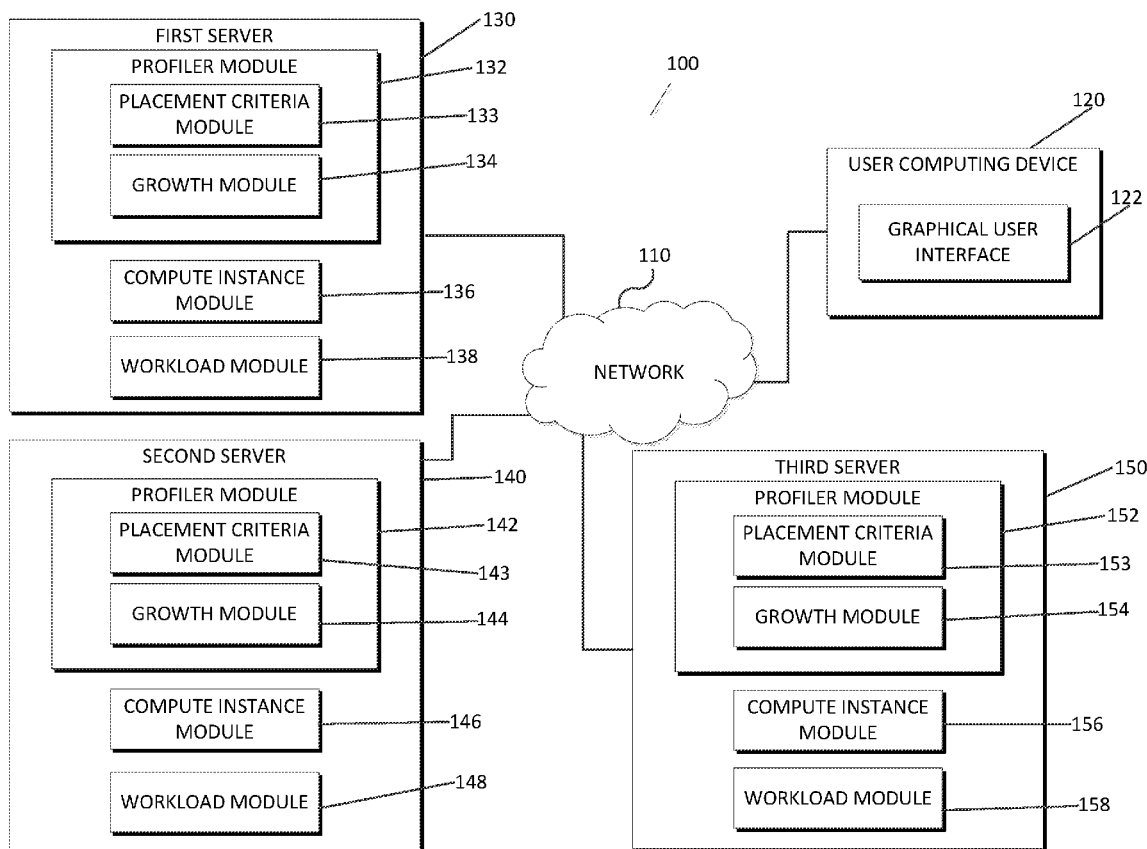 FIRST SERVER
130
PROFILER MODULE
132
PLACEMENT CRITERIA
MODULE
133
GROWTH MODULE
134
COMPUTE INSTANCE
MODULE
136
WORKLOAD MODULE
138
100
120
USER COMPUTING DEVICE
122
GRAPHICAL USER
INTERFACE
110
NETWORK
SECOND SERVER
140
PROFILER MODULE
142
PLACEMENT CRITERIA
MODULE
143
GROWTH MODULE
144
COMPUTE INSTANCE
MODULE
146
WORKLOAD MODULE
148
THIRD SERVER
150
PROFILER MODULE
152
PLACEMENT CRITERIA
MODULE
153
GROWTH MODULE
154
COMPUTE INSTANCE
MODULE
156
WORKLOAD MODULE
158